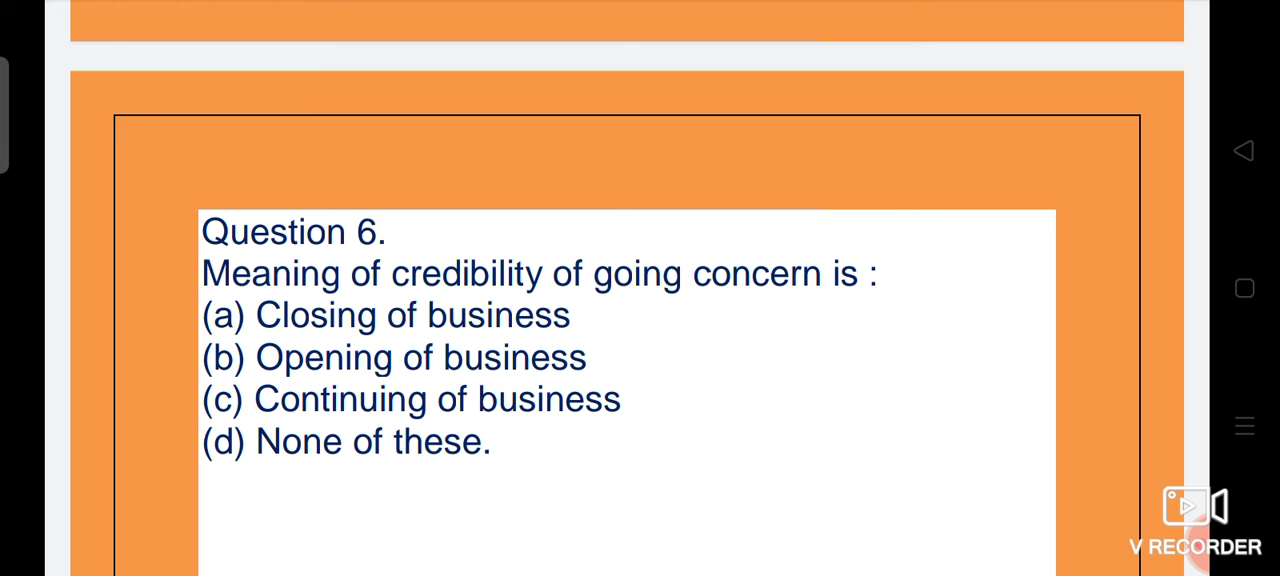 Question 6.
Meaning of credibility of going concern is :
(a) Closing of business
(b) Opening of business
(c) Continuing of business
(d) None of these.
V RECORDER